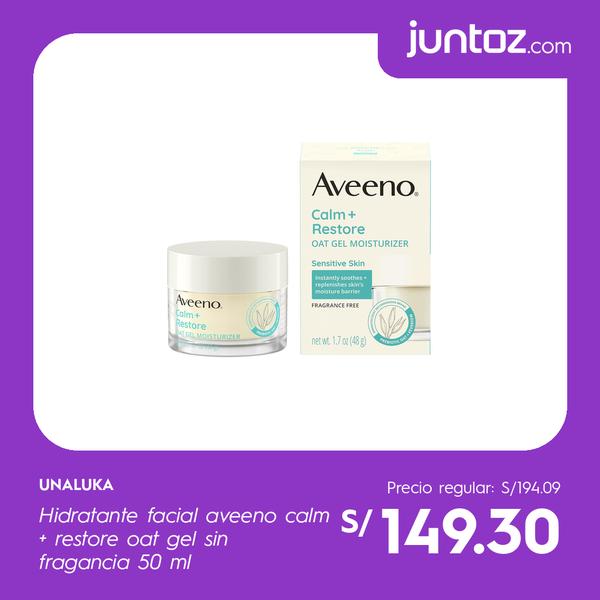 juntoz.com
Aveeno®
Calm +
Restore
OAT GEL MOISTURIZER
Sensitive Skin
Instantly soothes +
replenishes skin's
moisture barrier
FRAGRANCE FREE
net wt. 1.7 oz (48 g)
Aveeno®
Calm +
Restore
OAT GEL MOISTURIZER
UNALUKA
Hidratante facial aveeno calm
+ restore oat gel sin
fragancia 50 ml
Precio regular: S/194.09
S/149.30